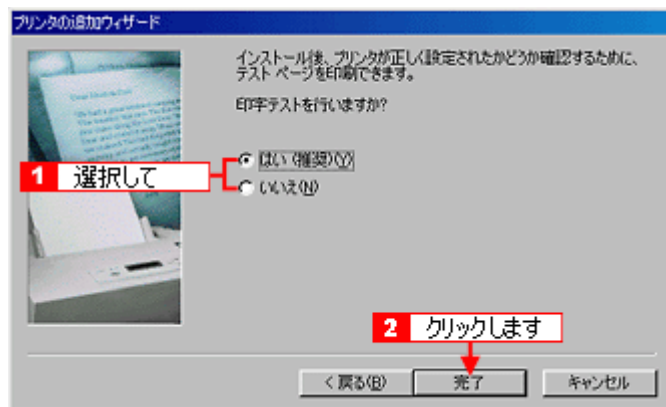 プリンタの追加ウィザード
インストール後、プリンタが正しく設定されたかどうか確認するために、
テスト ページを印刷できます。
印字テストを行いますか?
はい (推奨)(Y)
1 選択して
いいえ(N)
2 クリックします
< 戻る(B) 完了 キャンセル